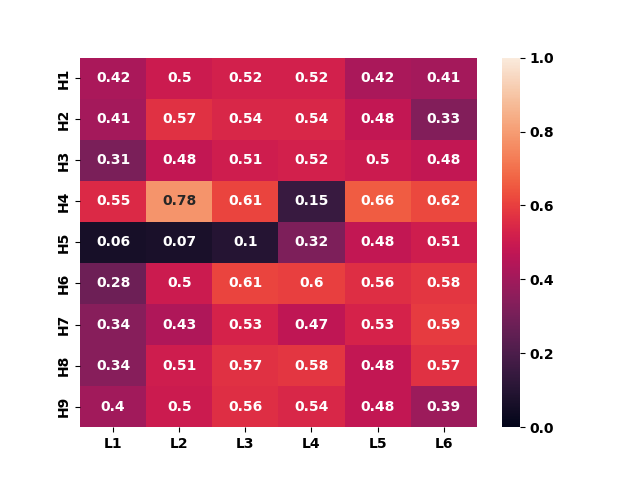 H1 0.42 0.5 0.52 0.52 0.42 0.41
H2 0.41 0.57 0.54 0.54 0.48 0.33
H3 0.31 0.48 0.51 0.52 0.5 0.48
H4 0.55 0.78 0.61 0.15 0.66 0.62
H5 0.06 0.07 0.1 0.32 0.48 0.51
H6 0.28 0.5 0.61 0.6 0.56 0.58
H7 0.34 0.43 0.53 0.47 0.53 0.59
H8 0.34 0.51 0.57 0.58 0.48 0.57
H9 0.4 0.5 0.56 0.54 0.48 0.39
L1 L2 L3 L4 L5 L6
1.0
0.8
0.6
0.4
0.2
0.0